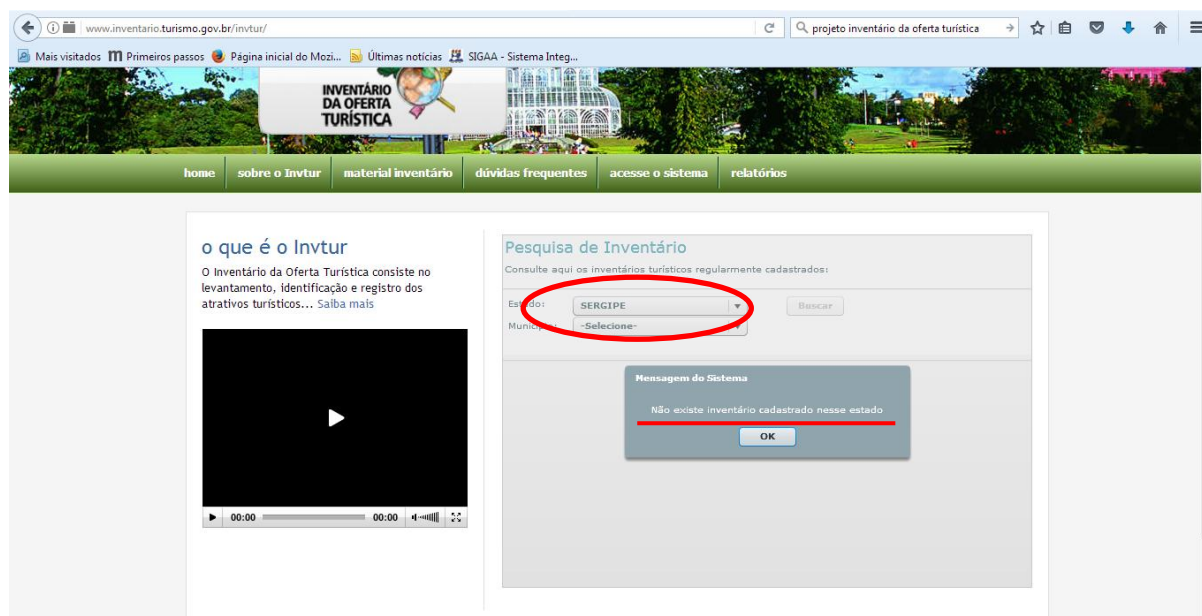 www.inventario.turismo.gov.br/invtur/
projeto inventário da oferta turística
Mais visitados
Primeiros passos
Página inicial do Mozi...
Últimas notícias
SIGAA - Sistema Integ...
INVENTÁRIO
DA OFERTA
TURÍSTICA
home
sobre o Invtur
material inventário
dúvidas frequentes
acesse o sistema
relatórios
o que é o Invtur
O Inventário da Oferta Turística consiste no
levantamento, identificação e registro dos
atrativos turísticos... Saiba mais
00:00
00:00
Pesquisa de Inventário
Consulte aqui os inventários turísticos regularmente cadastrados:
Estado: SERGIPE
Buscar
Município: -Selecione-
Mensagem do Sistema
Não existe inventário cadastrado nesse estado
OK